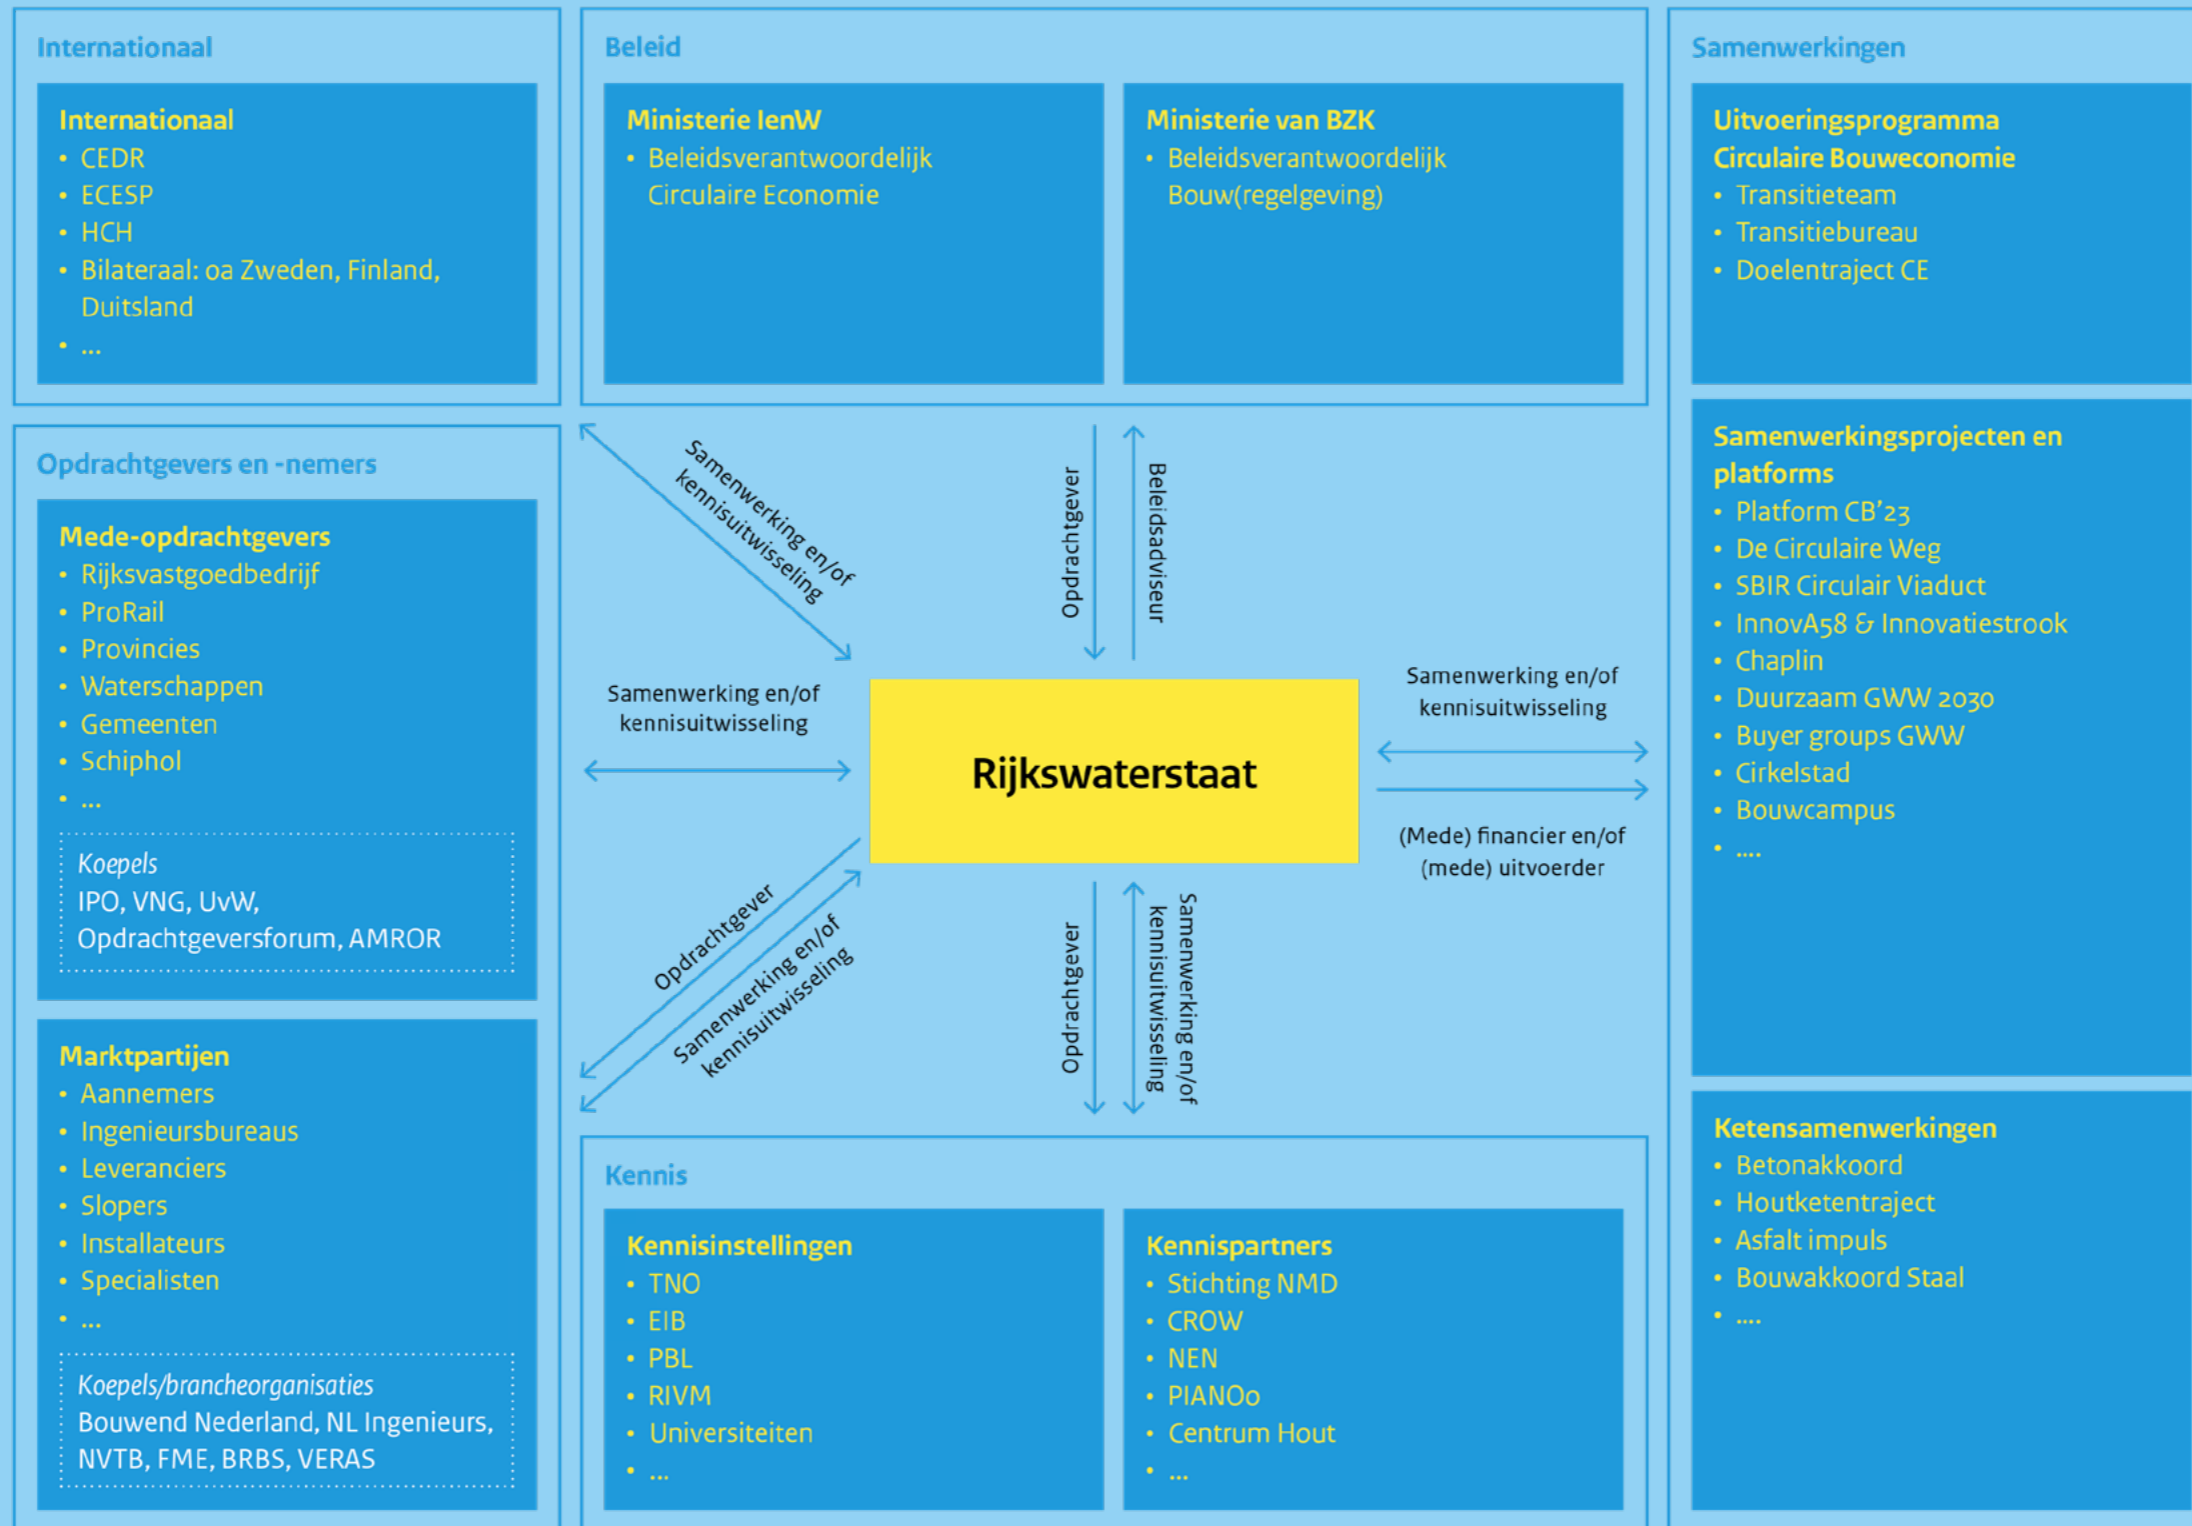 Internationaal
Internationaal
• CEDR
• ECESP
• HCH
• Bilateraal: oa Zweden, Finland,
Duitsland
• ...
Beleid
Ministerie IenW
• Beleidsverantwoordelijk
Circulaire Economie
Ministerie van BZK
• Beleidsverantwoordelijk
Bouw(regelgeving)
Samenwerkingen
Uitvoeringsprogramma
Circulaire Bouweconomie
• Transitieteam
• Transitiebureau
• Doelentraject CE
Samenwerkingsprojecten en
platforms
• Platform CB'23
• De Circulaire Weg
• SBIR Circulair Viaduct
• InnovA58 & Innovatiestrook
• Chaplin
• Duurzaam GWW 2030
• Buyer groups GWW
• Cirkelstad
• Bouwcampus
• ....
Ketensamenwerkingen
• Betonakkoord
• Houtketentraject
• Asfalt impuls
• Bouwakkoord Staal
• ....
Opdrachtgevers en -nemers
Mede-opdrachtgevers
• Rijksvastgoedbedrijf
• ProRail
• Provincies
• Waterschappen
• Gemeenten
• Schiphol
• ...
Koepels
IPO, VNG, UvW,
Opdrachtgeversforum, AMROR
Marktpartijen
• Aannemers
• Ingenieursbureaus
• Leveranciers
• Slopers
• Installateurs
• Specialisten
• ...
Koepels/brancheorganisaties
Bouwend Nederland, NL Ingenieurs,
NVTB, FME, BRBS, VERAS
Samenwerking en/of
kennisuitwisseling
Opdrachtgever
Beleidsadviseur
Samenwerking en/of
kennisuitwisseling
Rijkswaterstaat
Samenwerking en/of
kennisuitwisseling
(Mede) financier en/of
(mede) uitvoerder
Opdrachtgever
Samenwerking en/of
kennisuitwisseling
Opdrachtgever
Samenwerking en/of
kennisuitwisseling
Kennis
Kennisinstellingen
• TNO
• EIB
• PBL
• RIVM
• Universiteiten
• ...
Kennispartners
• Stichting NMD
• CROW
• NEN
• PIANOo
• Centrum Hout
• ...